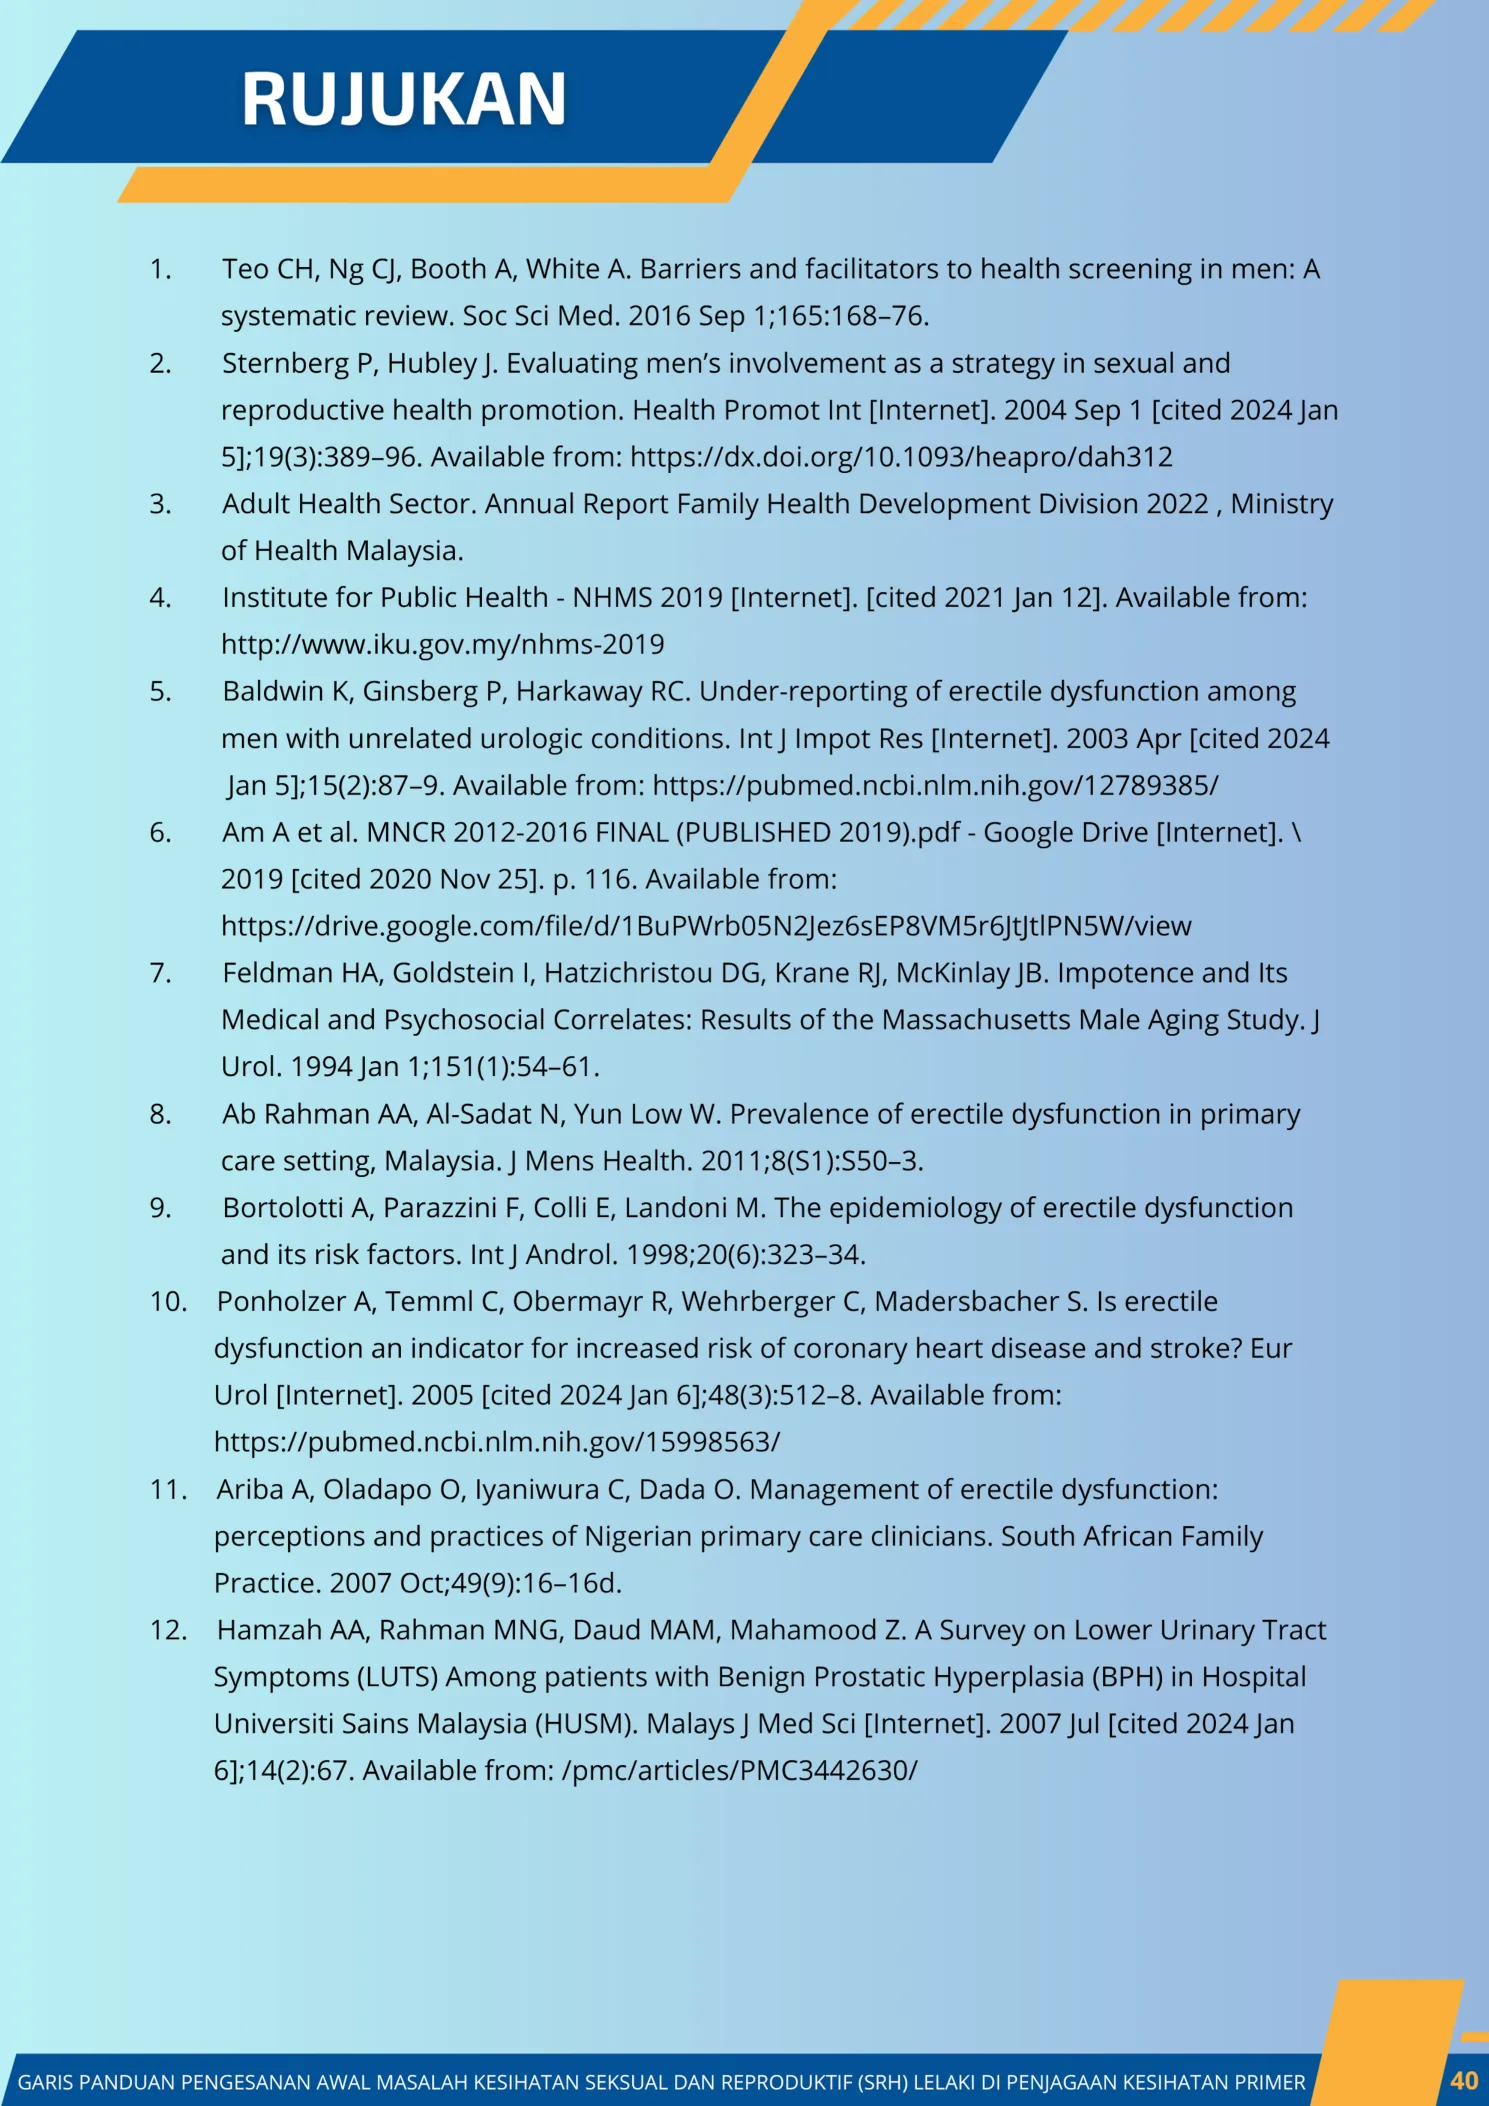 RUJUKAN
1. Teo CH, Ng CJ, Booth A, White A. Barriers and facilitators to health screening in men: A
systematic review. Soc Sci Med. 2016 Sep 1;165:168–76.
2. Sternberg P, Hubley J. Evaluating men’s involvement as a strategy in sexual and
reproductive health promotion. Health Promot Int [Internet]. 2004 Sep 1 [cited 2024 Jan
5];19(3):389–96. Available from: https://dx.doi.org/10.1093/heapro/dah312
3. Adult Health Sector. Annual Report Family Health Development Division 2022 , Ministry
of Health Malaysia.
4. Institute for Public Health - NHMS 2019 [Internet]. [cited 2021 Jan 12]. Available from:
http://www.iku.gov.my/nhms-2019
5. Baldwin K, Ginsberg P, Harkaway RC. Under-reporting of erectile dysfunction among
men with unrelated urologic conditions. Int J Impot Res [Internet]. 2003 Apr [cited 2024
Jan 5];15(2):87–9. Available from: https://pubmed.ncbi.nlm.nih.gov/12789385/
6. Am A et al. MNCR 2012-2016 FINAL (PUBLISHED 2019).pdf - Google Drive [Internet]. \
2019 [cited 2020 Nov 25]. p. 116. Available from:
https://drive.google.com/file/d/1BuPWrb05N2Jez6sEP8VM5r6JtJtlPN5W/view
7. Feldman HA, Goldstein I, Hatzichristou DG, Krane RJ, McKinlay JB. Impotence and Its
Medical and Psychosocial Correlates: Results of the Massachusetts Male Aging Study. J
Urol. 1994 Jan 1;151(1):54–61.
8. Ab Rahman AA, Al-Sadat N, Yun Low W. Prevalence of erectile dysfunction in primary
care setting, Malaysia. J Mens Health. 2011;8(S1):S50–3.
9. Bortolotti A, Parazzini F, Colli E, Landoni M. The epidemiology of erectile dysfunction
and its risk factors. Int J Androl. 1998;20(6):323–34.
10. Ponholzer A, Temml C, Obermayr R, Wehrberger C, Madersbacher S. Is erectile
dysfunction an indicator for increased risk of coronary heart disease and stroke? Eur
Urol [Internet]. 2005 [cited 2024 Jan 6];48(3):512–8. Available from:
https://pubmed.ncbi.nlm.nih.gov/15998563/
11. Ariba A, Oladapo O, Iyaniwura C, Dada O. Management of erectile dysfunction:
perceptions and practices of Nigerian primary care clinicians. South African Family
Practice. 2007 Oct;49(9):16–16d.
12. Hamzah AA, Rahman MNG, Daud MAM, Mahamood Z. A Survey on Lower Urinary Tract
Symptoms (LUTS) Among patients with Benign Prostatic Hyperplasia (BPH) in Hospital
Universiti Sains Malaysia (HUSM). Malays J Med Sci [Internet]. 2007 Jul [cited 2024 Jan
6];14(2):67. Available from: /pmc/articles/PMC3442630/
GARIS PANDUAN PENGESANAN AWAL MASALAH KESIHATAN SEKSUAL DAN REPRODUKTIF (SRH) LELAKI DI PENJAGAAN KESIHATAN PRIMER 40